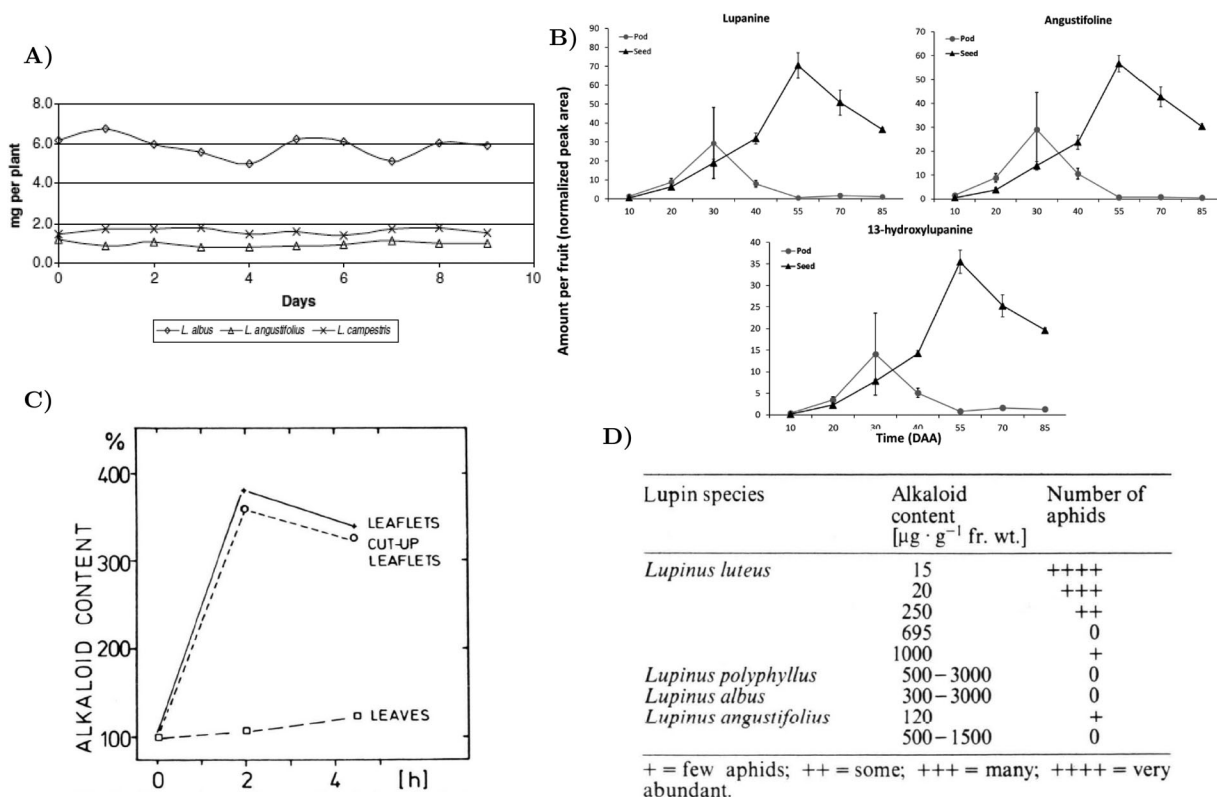 A)
8.0
6.0
4.0
2.0
0.0
mg per plant
0 2 4 6 8 10
Days
L. albus L. angustifolius L. campestris
B)
Lupanine
Pod
Seed
90
80
70
60
50
40
30
20
10
0
10 20 30 40 55 70 85
Angustifoline
Pod
Seed
70
60
50
40
30
20
10
0
10 20 30 40 55 70 85
13-hydroxylupanine
Pod
Seed
40
35
30
25
20
15
10
5
0
10 20 30 40 55 70 85
Time (DAA)
Amount per fruit (normalized peak area)
C)
%
400
300
200
100
ALKALOID CONTENT
LEAFLETS
CUT-UP
LEAFLETS
LEAVES
0 2 4 [h]
D)
Lupin species Alkaloid Number of
content aphids
[µg · g⁻¹ fr. wt.]
Lupinus luteus 15 ++++
20 +++
250 ++
695 0
1000 +
Lupinus polyphyllus 500–3000 0
Lupinus albus 300–3000 0
Lupinus angustifolius 120 +
500–1500 0
+ = few aphids; ++ = some; +++ = many; ++++ = very
abundant.